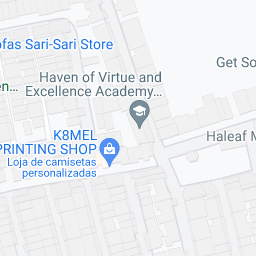 ofas Sari-Sari Store
Haven of Virtue and
Excellence Academy...
Get So
en
Haleaf M
K8MEL
PRINTING SHOP
Loja de camisetas
personalizadas